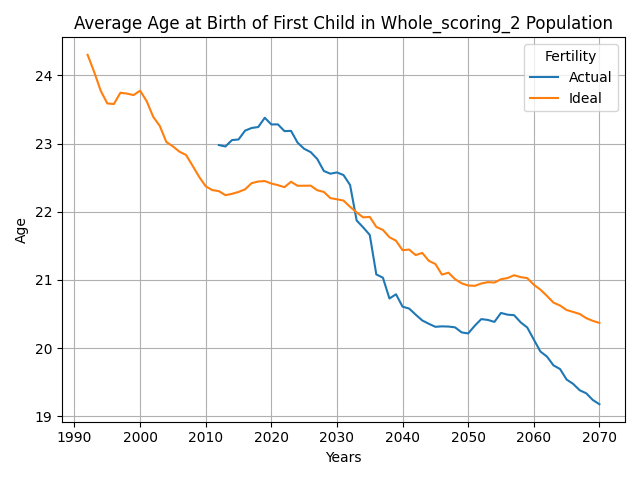 Average Age at Birth of First Child in Whole_scoring_2 Population
Fertility
Actual
Ideal
24
23
22
21
20
19
Age
1990 2000 2010 2020 2030 2040 2050 2060 2070
Years